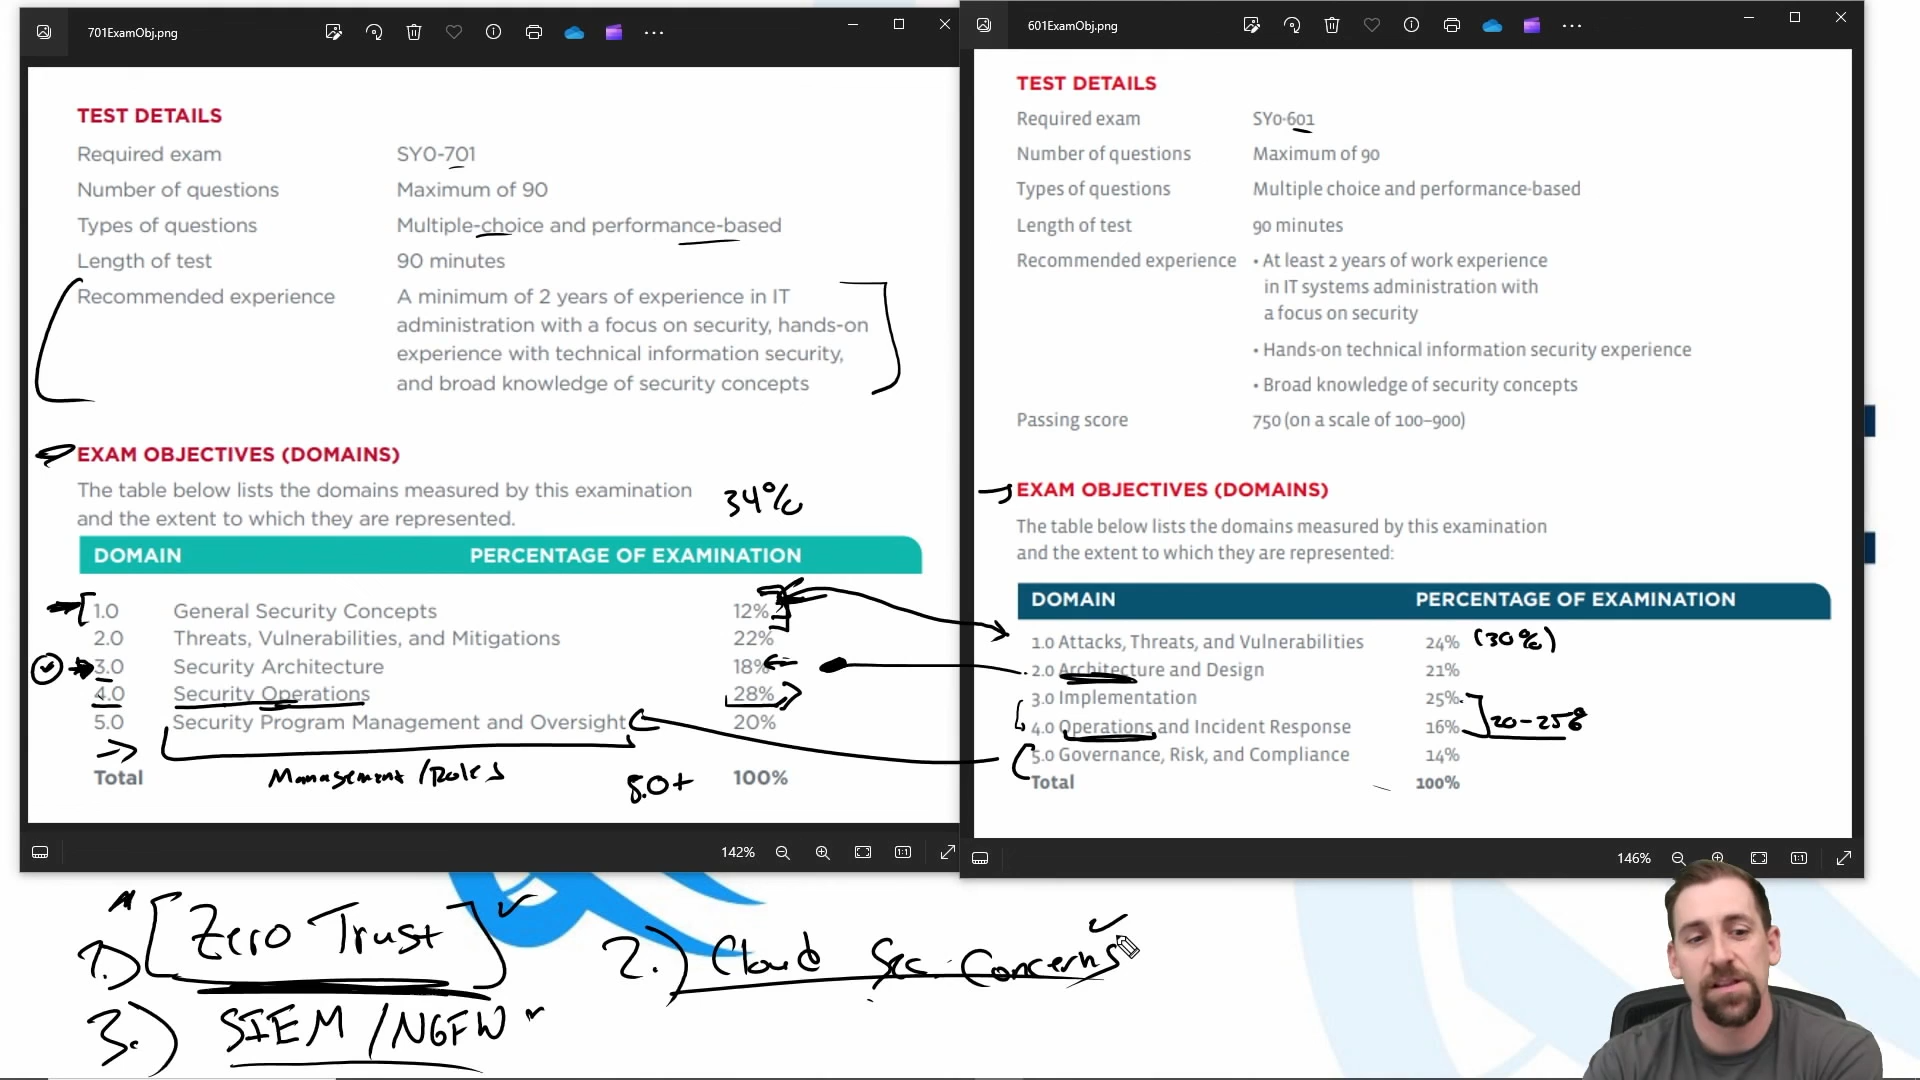 701ExamObj.png
TEST DETAILS
Required exam SY0-701
Number of questions Maximum of 90
Types of questions Multiple-choice and performance-based
Length of test 90 minutes
Recommended experience A minimum of 2 years of experience in IT
administration with a focus on security, hands-on
experience with technical information security,
and broad knowledge of security concepts
EXAM OBJECTIVES (DOMAINS)
The table below lists the domains measured by this examination
and the extent to which they are represented.
34%
DOMAIN PERCENTAGE OF EXAMINATION
1.0 General Security Concepts 12%
2.0 Threats, Vulnerabilities, and Mitigations 22%
3.0 Security Architecture 18%
4.0 Security Operations 28%
5.0 Security Program Management and Oversight 20%
Total 100%
Management / Roles
142%
601ExamObj.png
TEST DETAILS
Required exam SY0-601
Number of questions Maximum of 90
Types of questions Multiple choice and performance-based
Length of test 90 minutes
Recommended experience • At least 2 years of work experience
in IT systems administration with
a focus on security
• Hands-on technical information security experience
• Broad knowledge of security concepts
Passing score 750 (on a scale of 100–900)
EXAM OBJECTIVES (DOMAINS)
The table below lists the domains measured by this examination
and the extent to which they are represented:
DOMAIN PERCENTAGE OF EXAMINATION
1.0 Attacks, Threats, and Vulnerabilities 24% (30%)
2.0 Architecture and Design 21%
3.0 Implementation 25%
4.0 Operations and Incident Response 16%
20-25%
5.0 Governance, Risk, and Compliance 14%
Total 100%
146%
1.) [Zero Trust]
2.) Cloud Sec. Concerns
3.) SIEM / NGFW